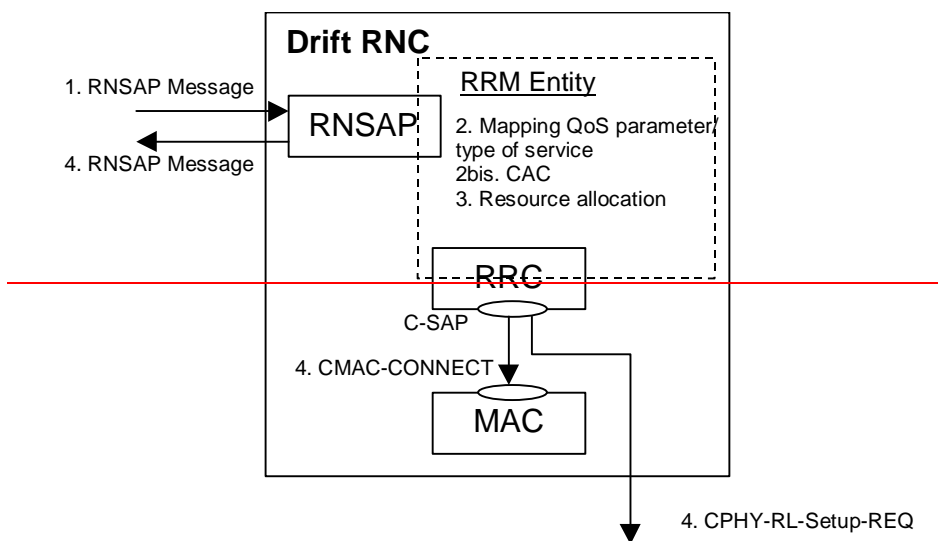 Drift RNC
RRM Entity
1. RNSAP Message
RNSAP
4. RNSAP Message
2. Mapping QoS parameter/
type of service
2bis. CAC
3. Resource allocation
RRC
C-SAP
4. CMAC-CONNECT
MAC
4. CPHY-RL-Setup-REQ